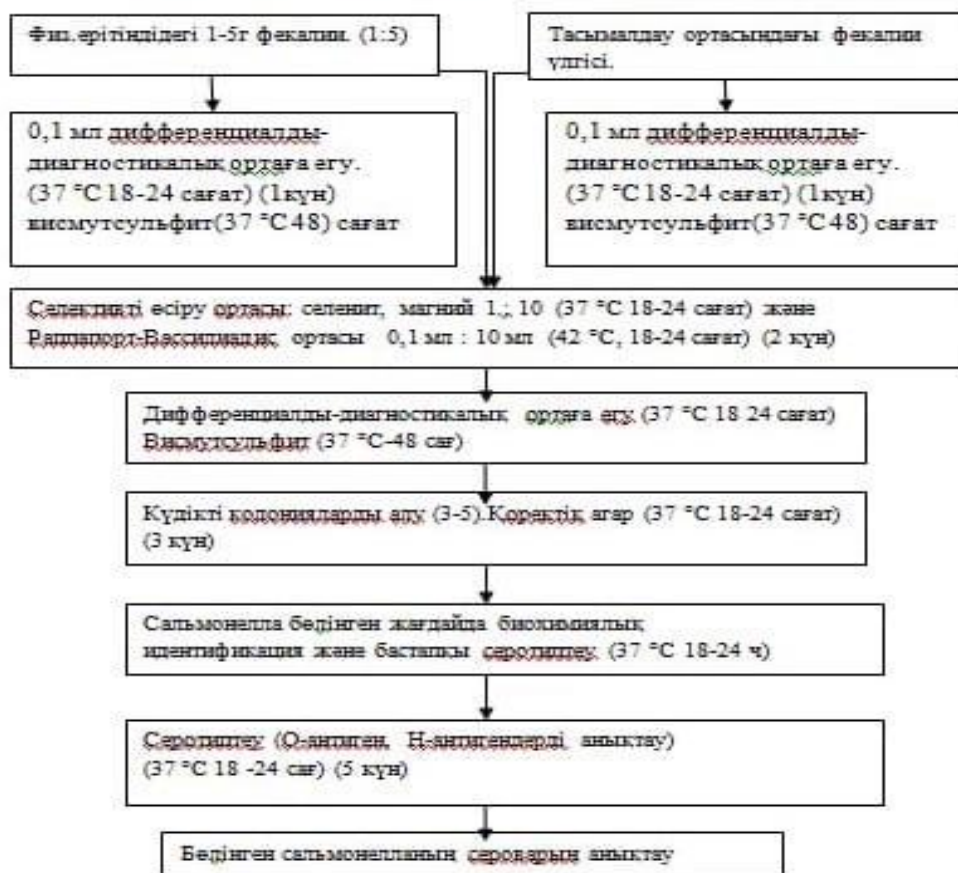 Физ.ерітіндідегі 1-5г фекалии. (1:5)
Тасымалдау ортасындағы фекалии
үлгісі.
0,1 мл дифференциалды-
диагностикалық ортаға егу.
(37 °С 18-24 сағат) (1күн)
висмутсульфит(37 °С 48) сағат
0,1 мл дифференциалды-
диагностикалық ортаға егу.
(37 °С 18-24 сағат) (1күн)
висмутсульфит(37 °С 48) сағат
Селективті өсіру ортасы: селенит, магний 1.; 10 (37 °С 18-24 сағат) және
Раппапорт-Вассилиадис ортасы 0,1 мл : 10 мл (42 °С, 18-24 сағат) (2 күн)
Дифференциалды-диагностикалық ортаға егу. (37 °С 18 24 сағат)
Висмутсульфит (37 °С-48 сағ)
Күдікті колонияларды алу (3-5).Қоректік агар (37 °С 18-24 сағат)
(3 күн)
Сальмонелла бөлінген жағдайда биохимиялық
идентификация және бастапқы серотиптеу. (37 °С 18-24 ч)
Серотиптеу (О-антиген, Н-антигендерді анықтау)
(37 °С 18 -24 сағ) (5 күн)
Бөлінген сальмонелланың сероварын анықтау